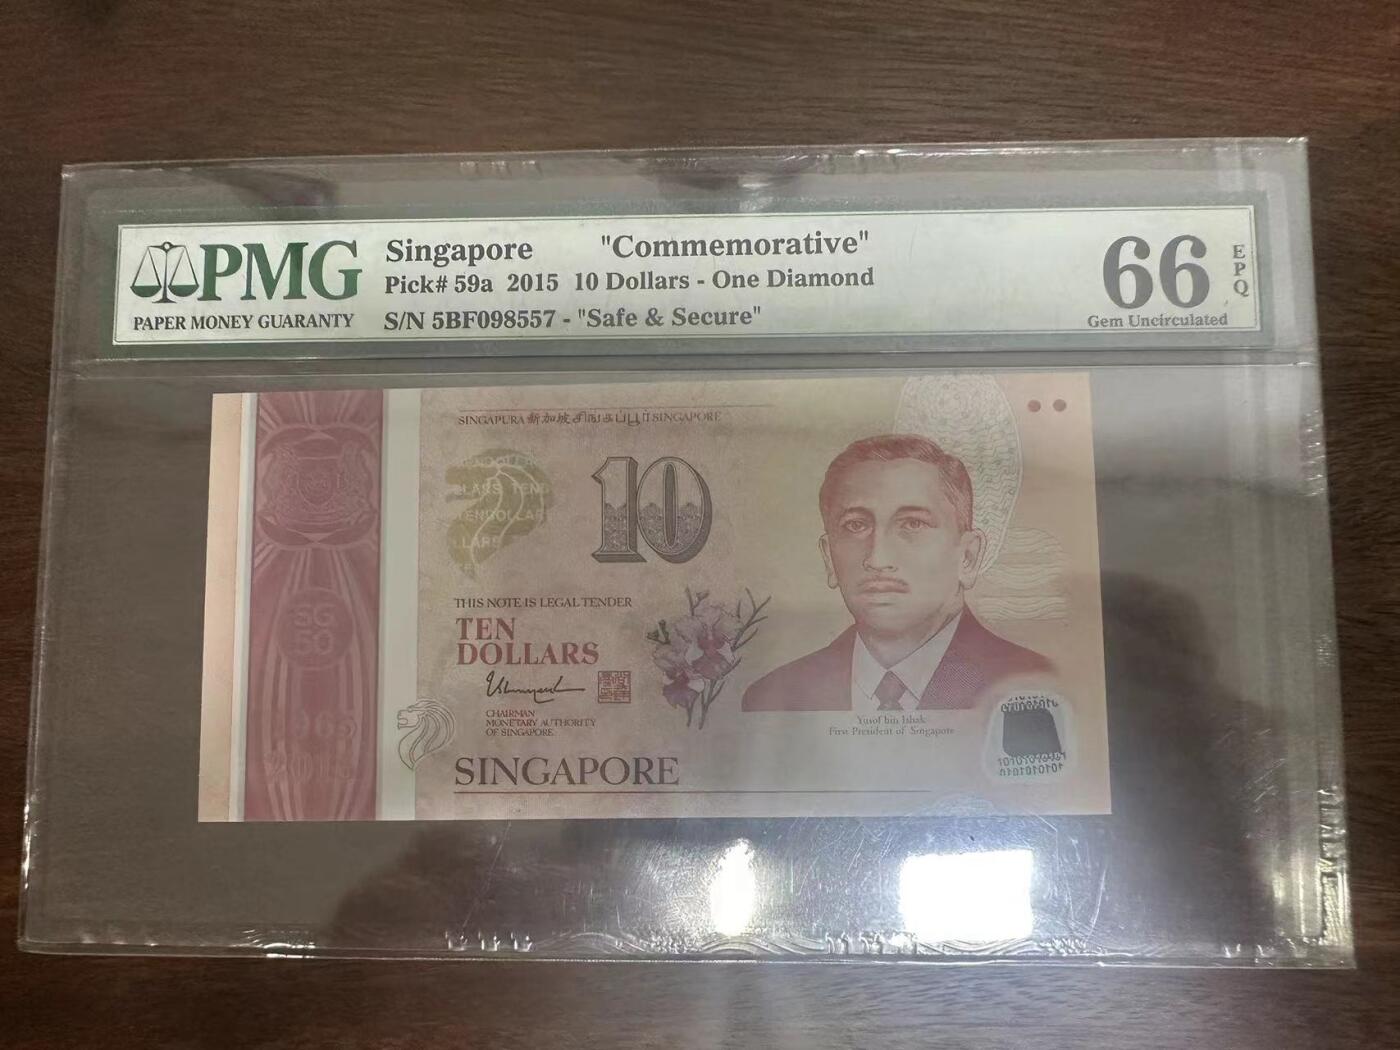 PMG
PAPER MONEY GUARANTY
Singapore "Commemorative"
Pick# 59a 2015 10 Dollars - One Diamond
S/N 5BF098557 - "Safe & Secure"
66
EPQ
Gem Uncirculated
SINGAPURA 新加坡 சிங்கப்பூர் SINGAPORE
10
THIS NOTE IS LEGAL TENDER
TEN
DOLLARS
CHAIRMAN
MONETARY AUTHORITY
OF SINGAPORE
SINGAPORE
SG
50
Yusof bin Ishak
First President of Singapore